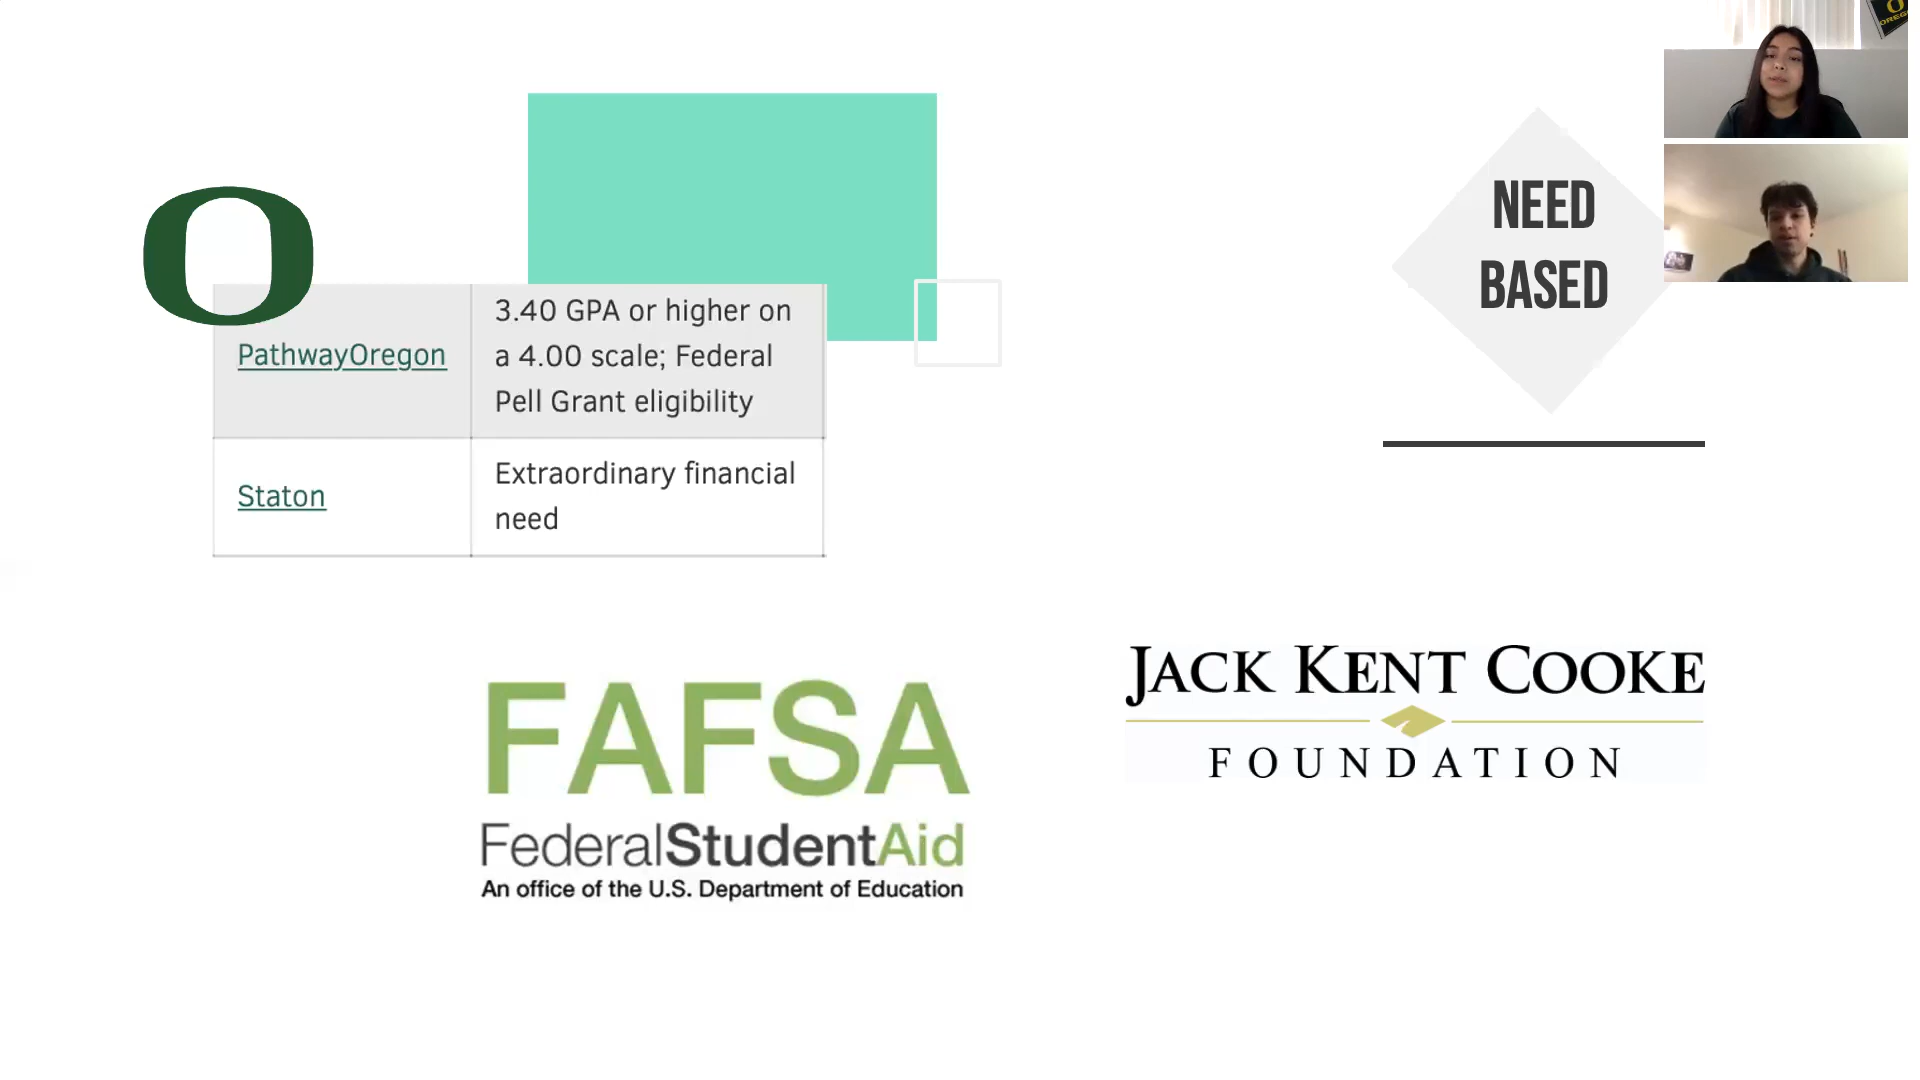 O
PathwayOregon
3.40 GPA or higher on
a 4.00 scale; Federal
Pell Grant eligibility
Staton
Extraordinary financial
need
NEED
BASED
FAFSA
FederalStudentAid
An office of the U.S. Department of Education
JACK KENT COOKE
FOUNDATION
O